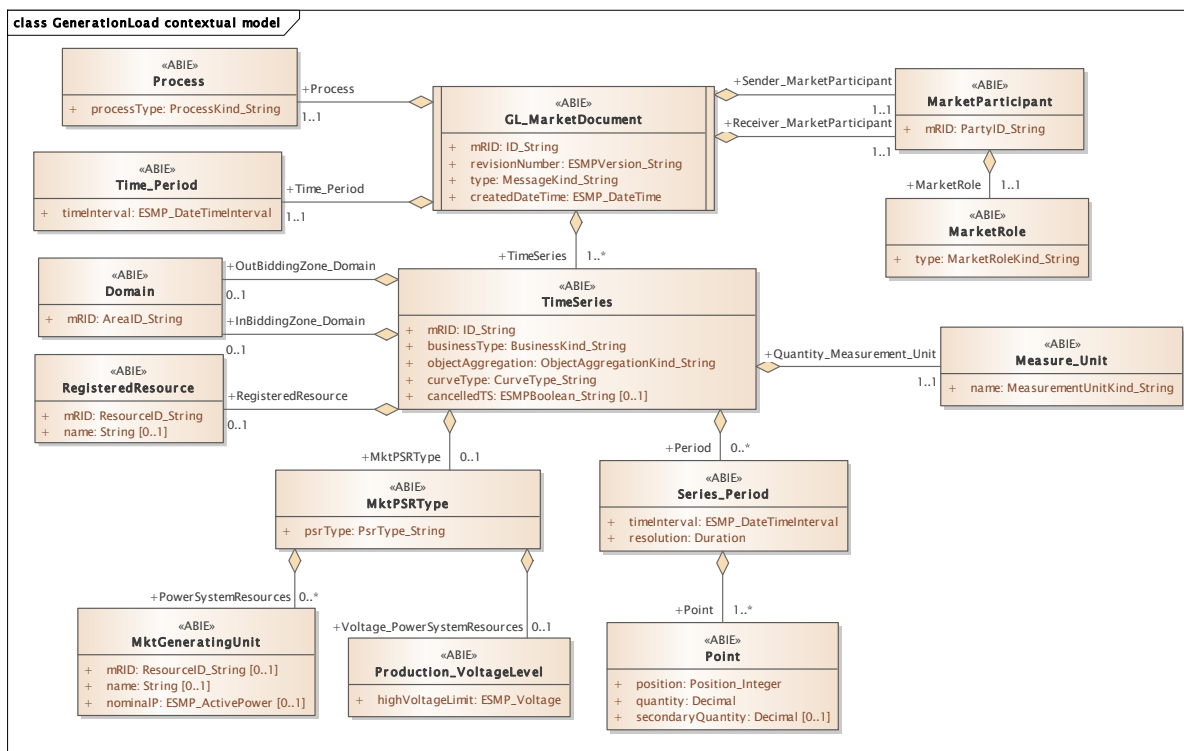 class GenerationLoad contextual model
«ABIE»
Process
+ processType: ProcessKind_String
+Process
1..1
«ABIE»
GL_MarketDocument
+ mRID: ID_String
+ revisionNumber: ESMPVersion_String
+ type: MessageKind_String
+ createdDateTime: ESMP_DateTime
+Sender_MarketParticipant
1..1
+Receiver_MarketParticipant
1..1
«ABIE»
MarketParticipant
+ mRID: PartyID_String
+MarketRole
1..1
«ABIE»
MarketRole
+ type: MarketRoleKind_String
«ABIE»
Time_Period
+ timeInterval: ESMP_DateTimeInterval
+Time_Period
1..1
+TimeSeries
1..*
«ABIE»
Domain
+ mRID: AreaID_String
+OutBiddingZone_Domain
0..1
+InBiddingZone_Domain
0..1
«ABIE»
TimeSeries
+ mRID: ID_String
+ businessType: BusinessKind_String
+ objectAggregation: ObjectAggregationKind_String
+ curveType: CurveType_String
+ cancelledTS: ESMPBoolean_String [0..1]
+Quantity_Measurement_Unit
1..1
«ABIE»
Measure_Unit
+ name: MeasurementUnitKind_String
«ABIE»
RegisteredResource
+ mRID: ResourceID_String
+ name: String [0..1]
+RegisteredResource
0..1
+MktPSRType
0..1
+Period
0..*
«ABIE»
MktPSRType
+ psrType: PsrType_String
«ABIE»
Series_Period
+ timeInterval: ESMP_DateTimeInterval
+ resolution: Duration
+PowerSystemResources
0..*
+Voltage_PowerSystemResources
0..1
+Point
1..*
«ABIE»
MktGeneratingUnit
+ mRID: ResourceID_String [0..1]
+ name: String [0..1]
+ nominalP: ESMP_ActivePower [0..1]
«ABIE»
Production_VoltageLevel
+ highVoltageLimit: ESMP_Voltage
«ABIE»
Point
+ position: Position_Integer
+ quantity: Decimal
+ secondaryQuantity: Decimal [0..1]